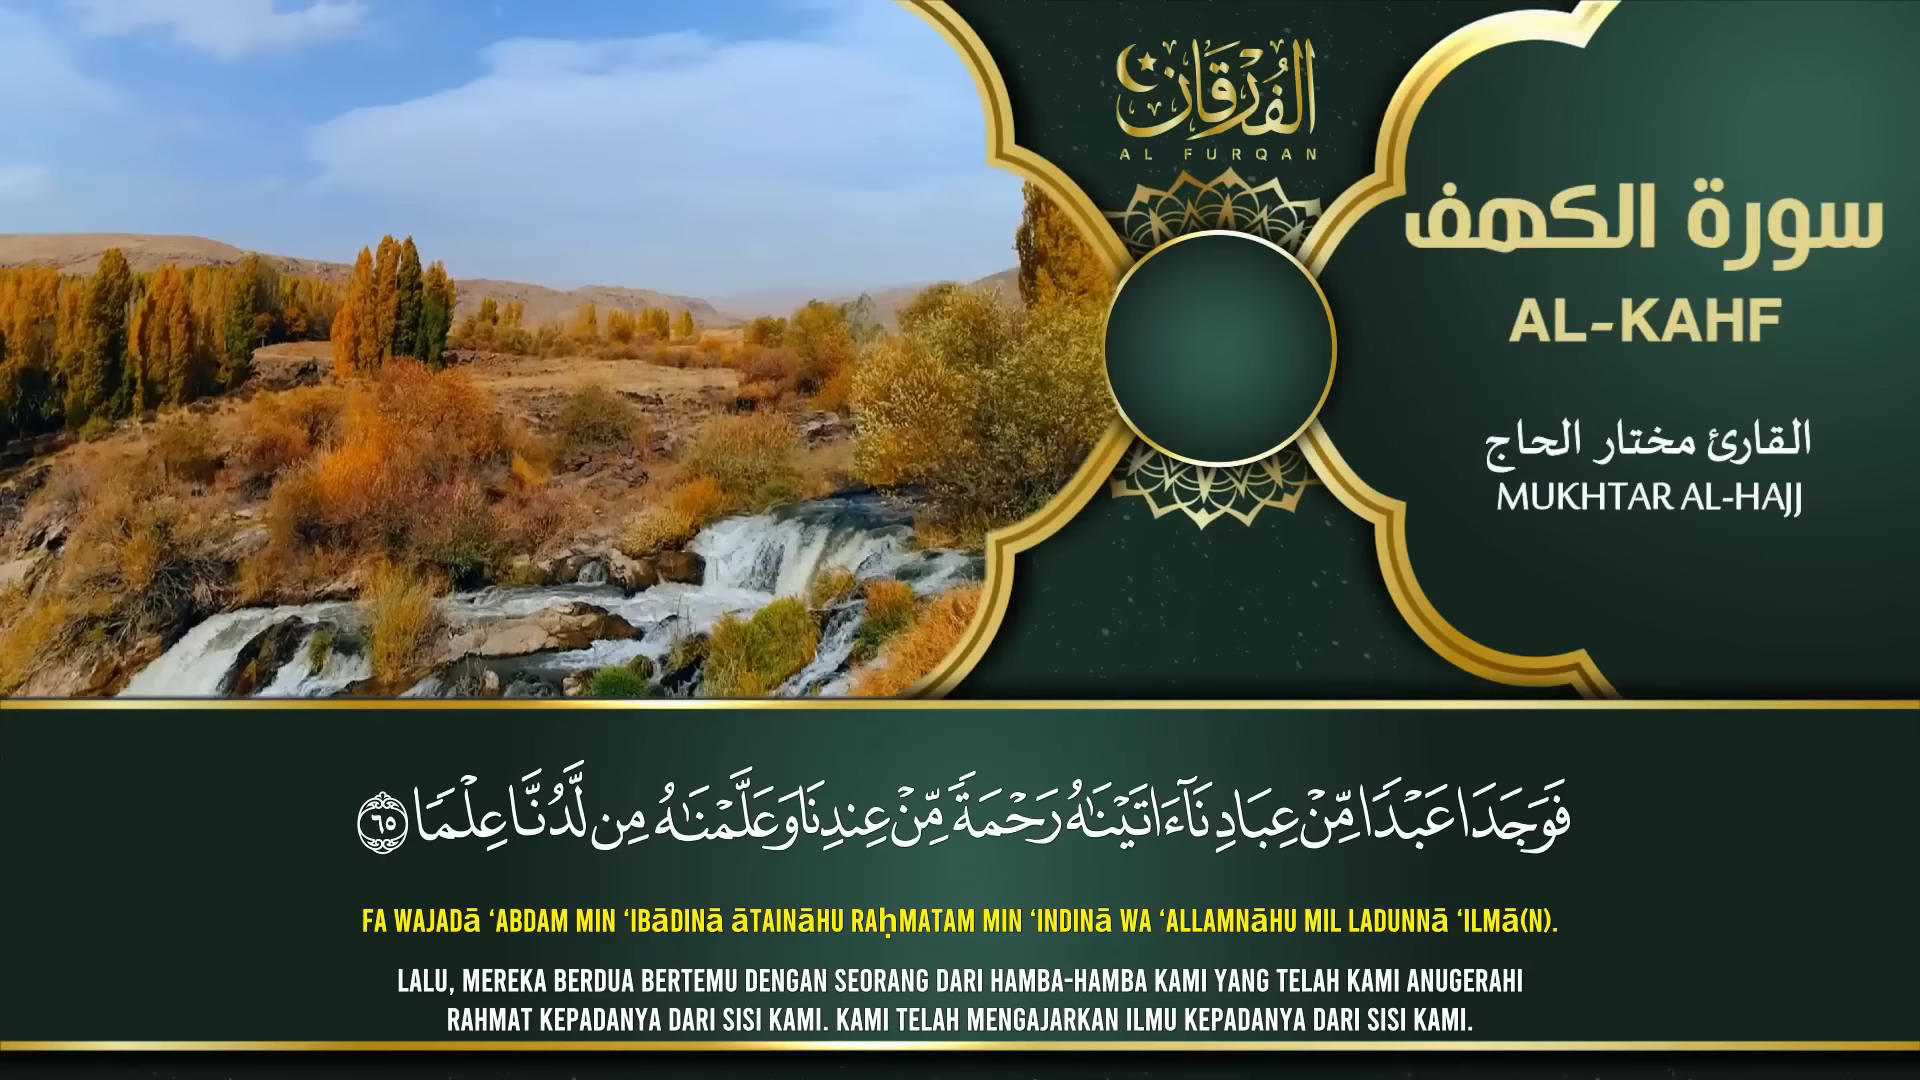 الفُرقان
AL FURQAN
سورة الكهف
AL-KAHF
القارئ مختار الحاج
MUKHTAR AL-HAJJ
فَوَجَدَا عَبْدًا مِّنْ عِبَادِنَآ ءَاتَيْنَـٰهُ رَحْمَةً مِّنْ عِندِنَا وَعَلَّمْنَـٰهُ مِن لَّدُنَّا عِلْمًا ٦٥
FA WAJADā ‘ABDAM MIN ‘IBāDINā āTAINāHU RAḥMATAM MIN ‘INDINā WA ‘ALLAMNāHU MIL LADUNNā ‘ILMā(N).
LALU, MEREKA BERDUA BERTEMU DENGAN SEORANG DARI HAMBA-HAMBA KAMI YANG TELAH KAMI ANUGERAHI
RAHMAT KEPADANYA DARI SISI KAMI. KAMI TELAH MENGAJARKAN ILMU KEPADANYA DARI SISI KAMI.